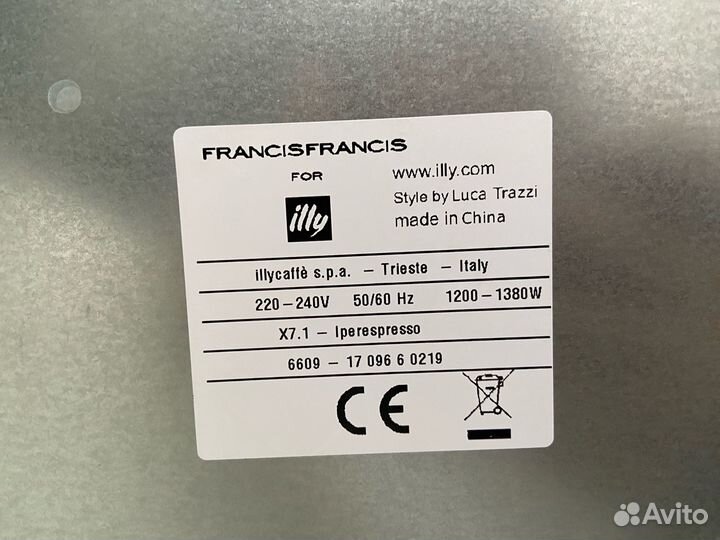 FRANCISFRANCIS
FOR
illy
www.illy.com
Style by Luca Trazzi
made in China
illycaffè s.p.a. – Trieste – Italy
220–240V 50/60 Hz 1200–1380W
X7.1 – Iperespresso
6609 – 17 096 6 0219
CE
Avito